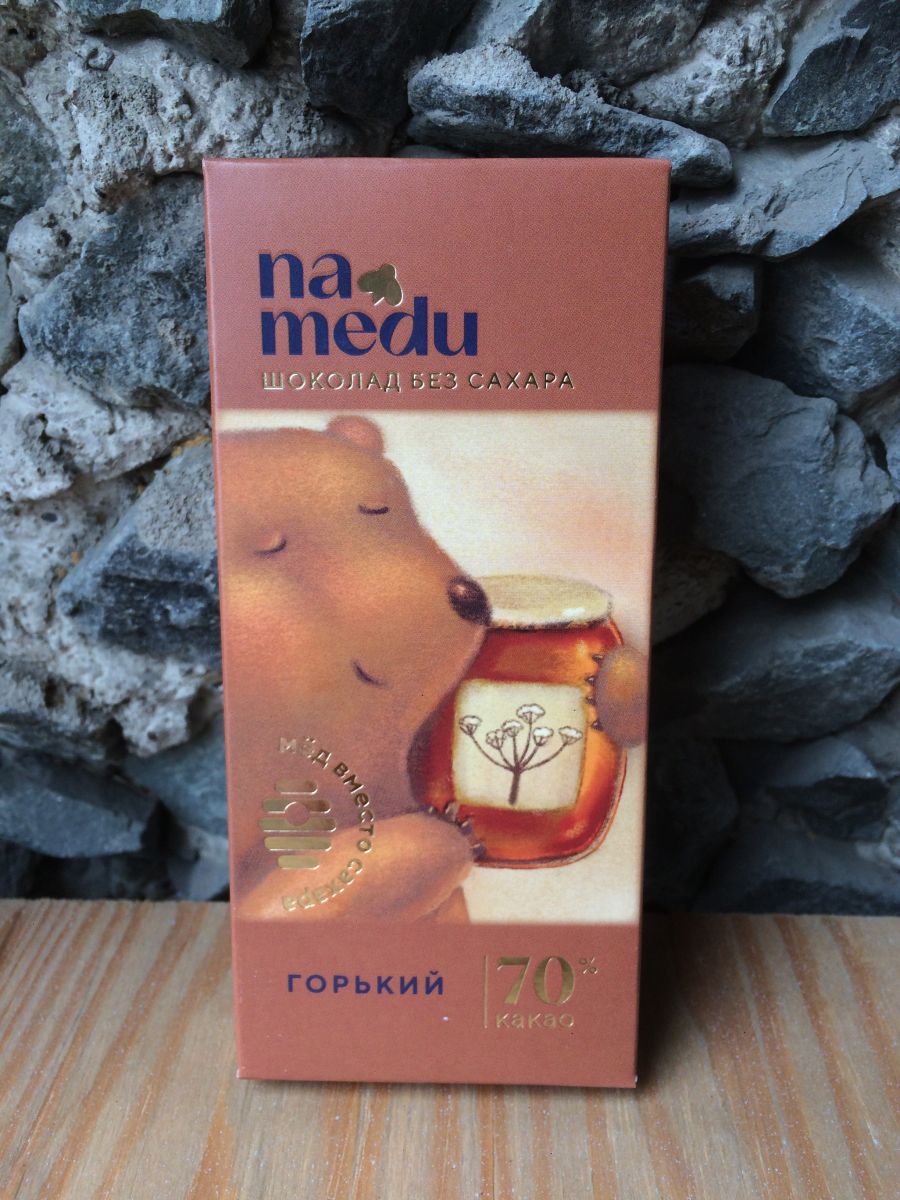 na
medu
ШОКОЛАД БЕЗ САХАРА
мёд вместо сахара
ГОРЬКИЙ
70%
какао